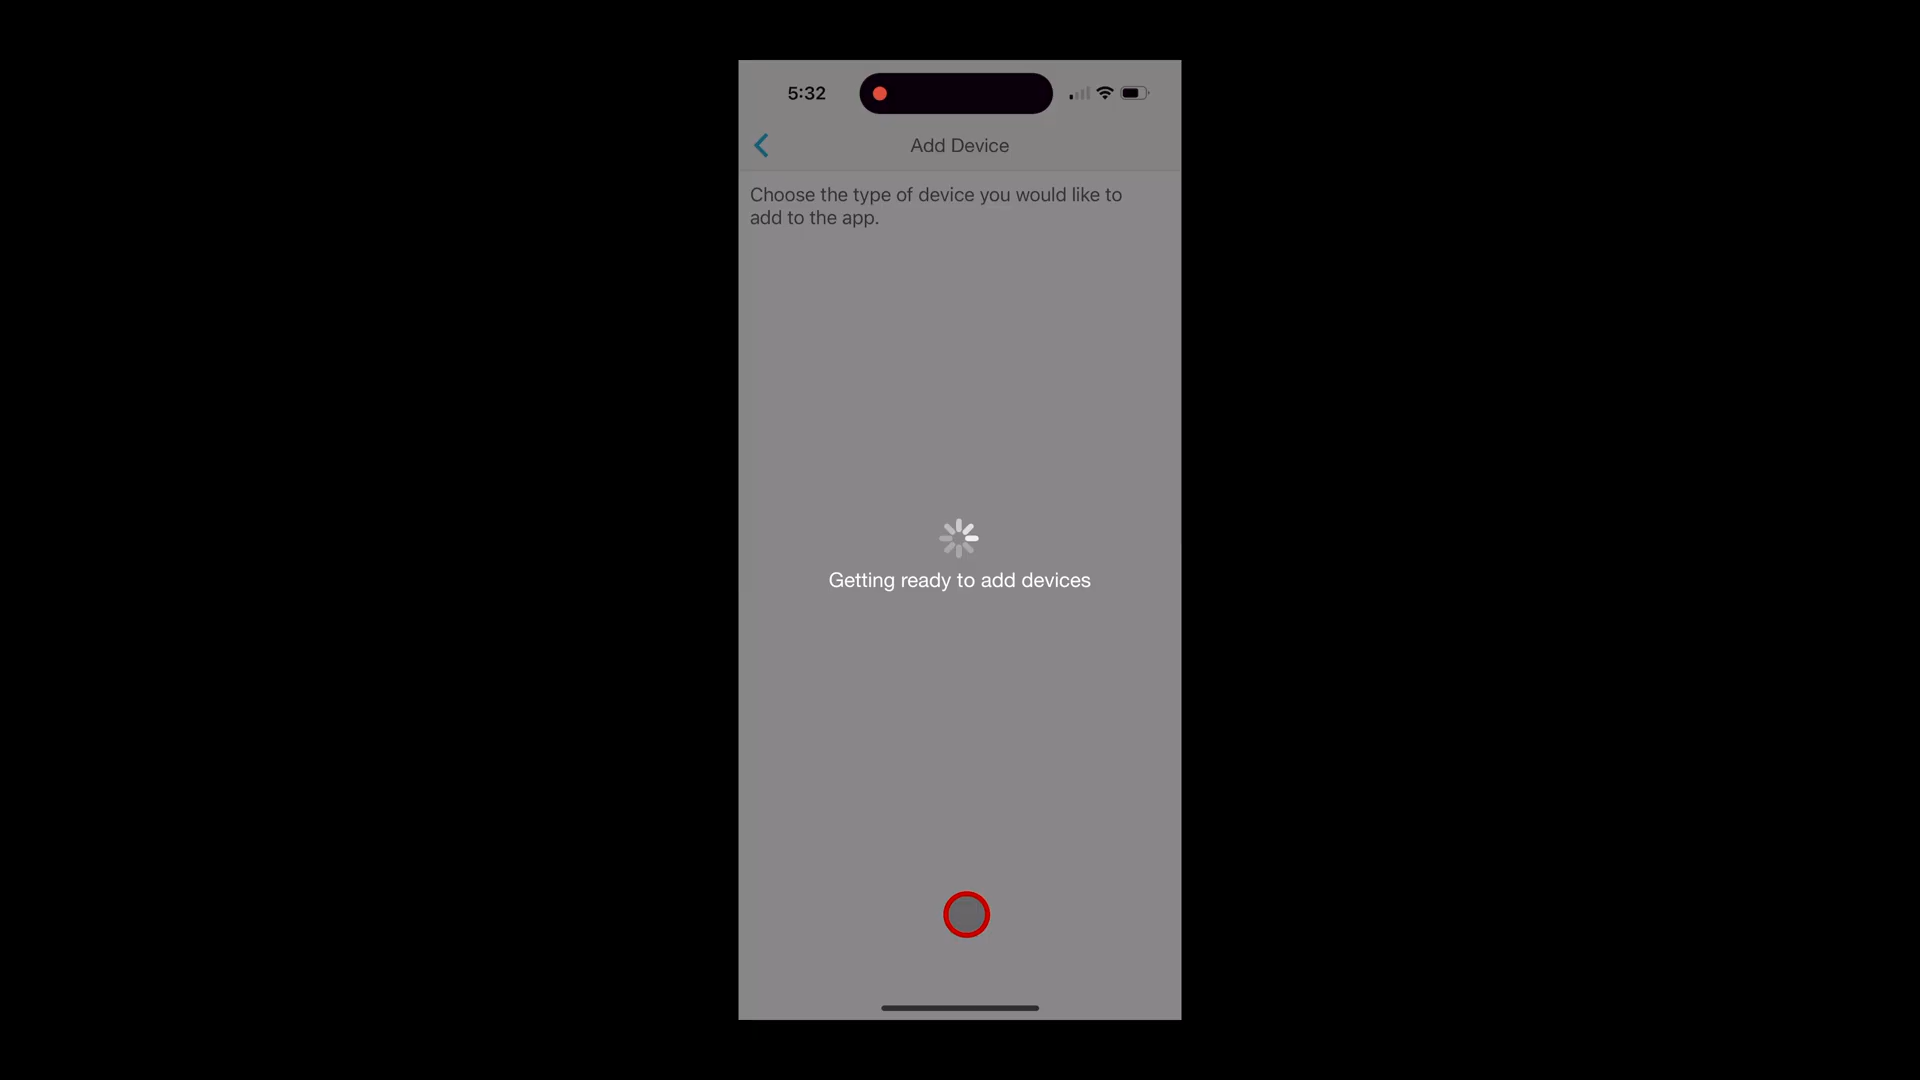 5:32
Add Device
Choose the type of device you would like to
add to the app.
Getting ready to add devices